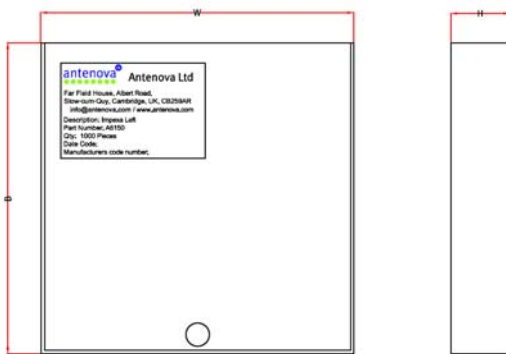 W
H
antenova Antenova Ltd
Far Field House, Albert Road,
Stow-cum-Quy, Cambridge, UK, CB259AR
info@antenova.com / www.antenova.com
Description: Impexa Left
Part Number: A6150
Qty: 1000 Pieces
Date Code:
Manufacturers code number:
D